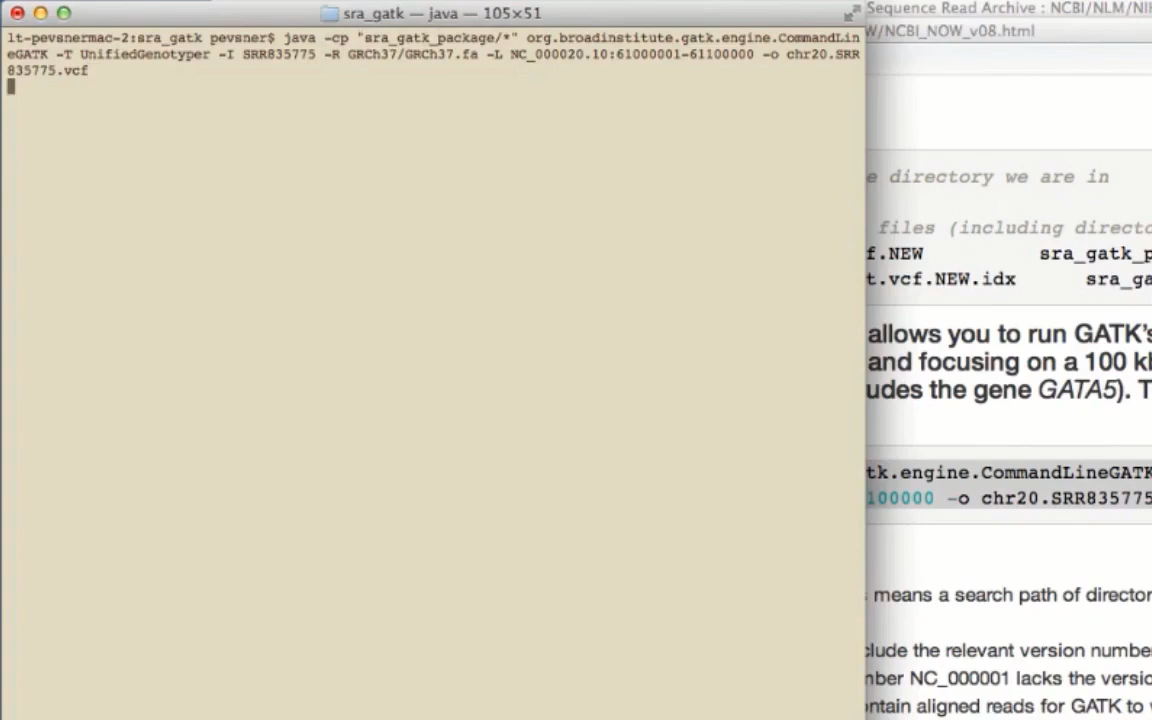 sra_gatk — java — 105×51
lt-pevsnermac-2:sra_gatk pevsner$ java -cp "sra_gatk_package/*" org.broadinstitute.gatk.engine.CommandLin
eGATK -T UnifiedGenotyper -I SRR835775 -R GRCh37/GRCh37.fa -L NC_000020.10:61000001-61100000 -o chr20.SRR
835775.vcf
Sequence Read Archive : NCBI/NLM/NIH
W/NCBI_NOW_v08.html
e directory we are in
files (including directo
f.NEW sra_gatk_p
t.vcf.NEW.idx sra_ga
allows you to run GATK's
and focusing on a 100 kb
udes the gene GATA5). T
tk.engine.CommandLineGATK
100000 -o chr20.SRR835775
means a search path of director
clude the relevant version number
mber NC_000001 lacks the versio
ntain aligned reads for GATK to